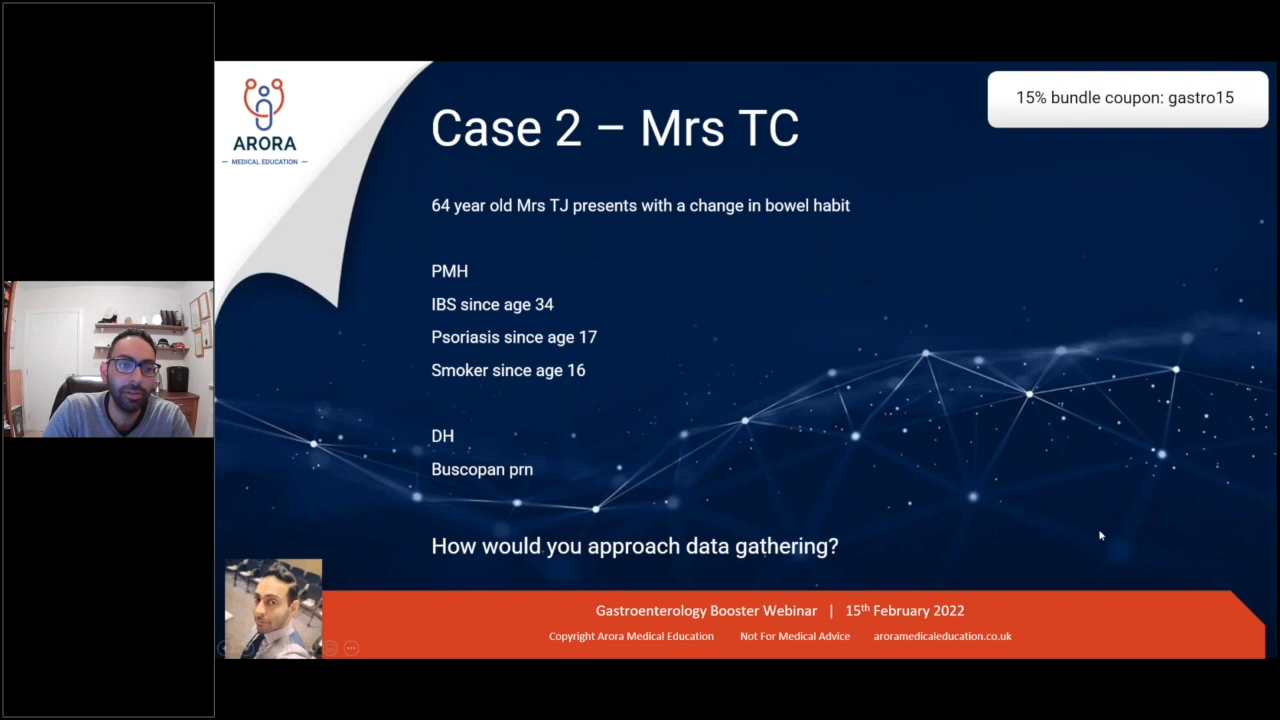 ARORA
— MEDICAL EDUCATION —
15% bundle coupon: gastro15
Case 2 – Mrs TC
64 year old Mrs TJ presents with a change in bowel habit
PMH
IBS since age 34
Psoriasis since age 17
Smoker since age 16
DH
Buscopan prn
How would you approach data gathering?
Gastroenterology Booster Webinar | 15th February 2022
Copyright Arora Medical Education Not For Medical Advice aroramedicaleducation.co.uk